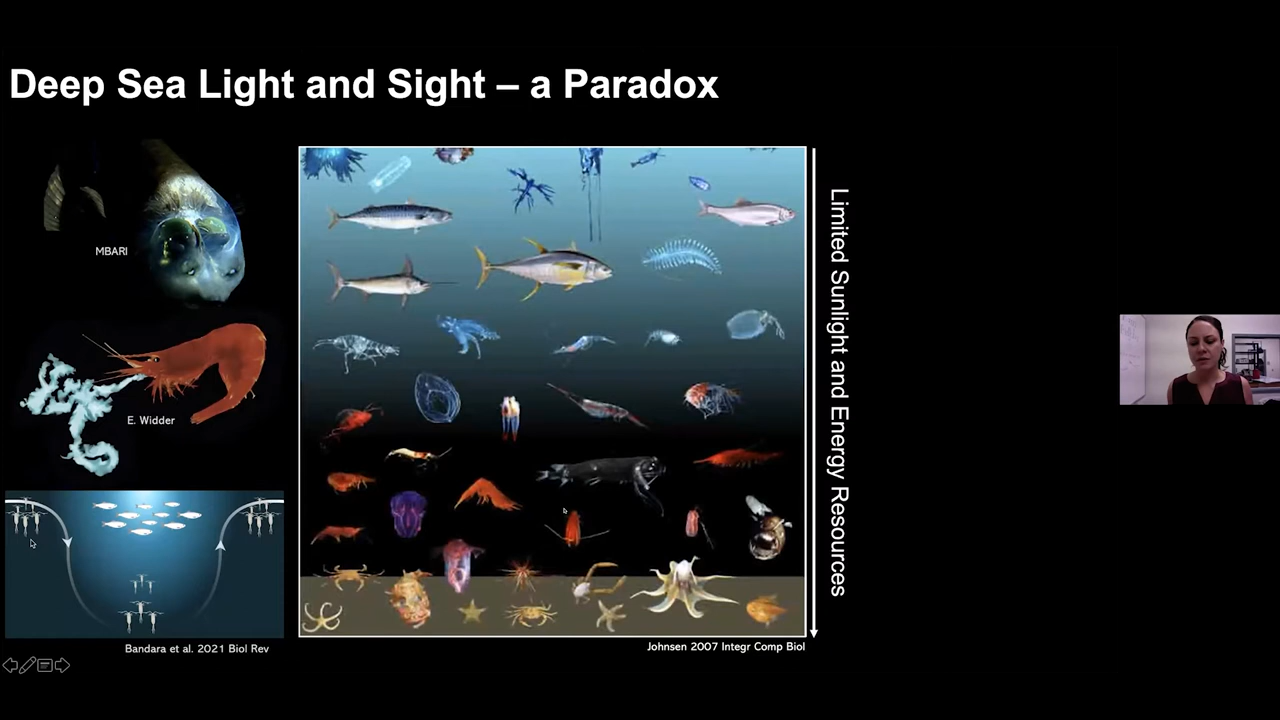 Deep Sea Light and Sight – a Paradox
MBARI
E. Widder
Bandara et al. 2021 Biol Rev
Limited Sunlight and Energy Resources
Johnsen 2007 Integr Comp Biol